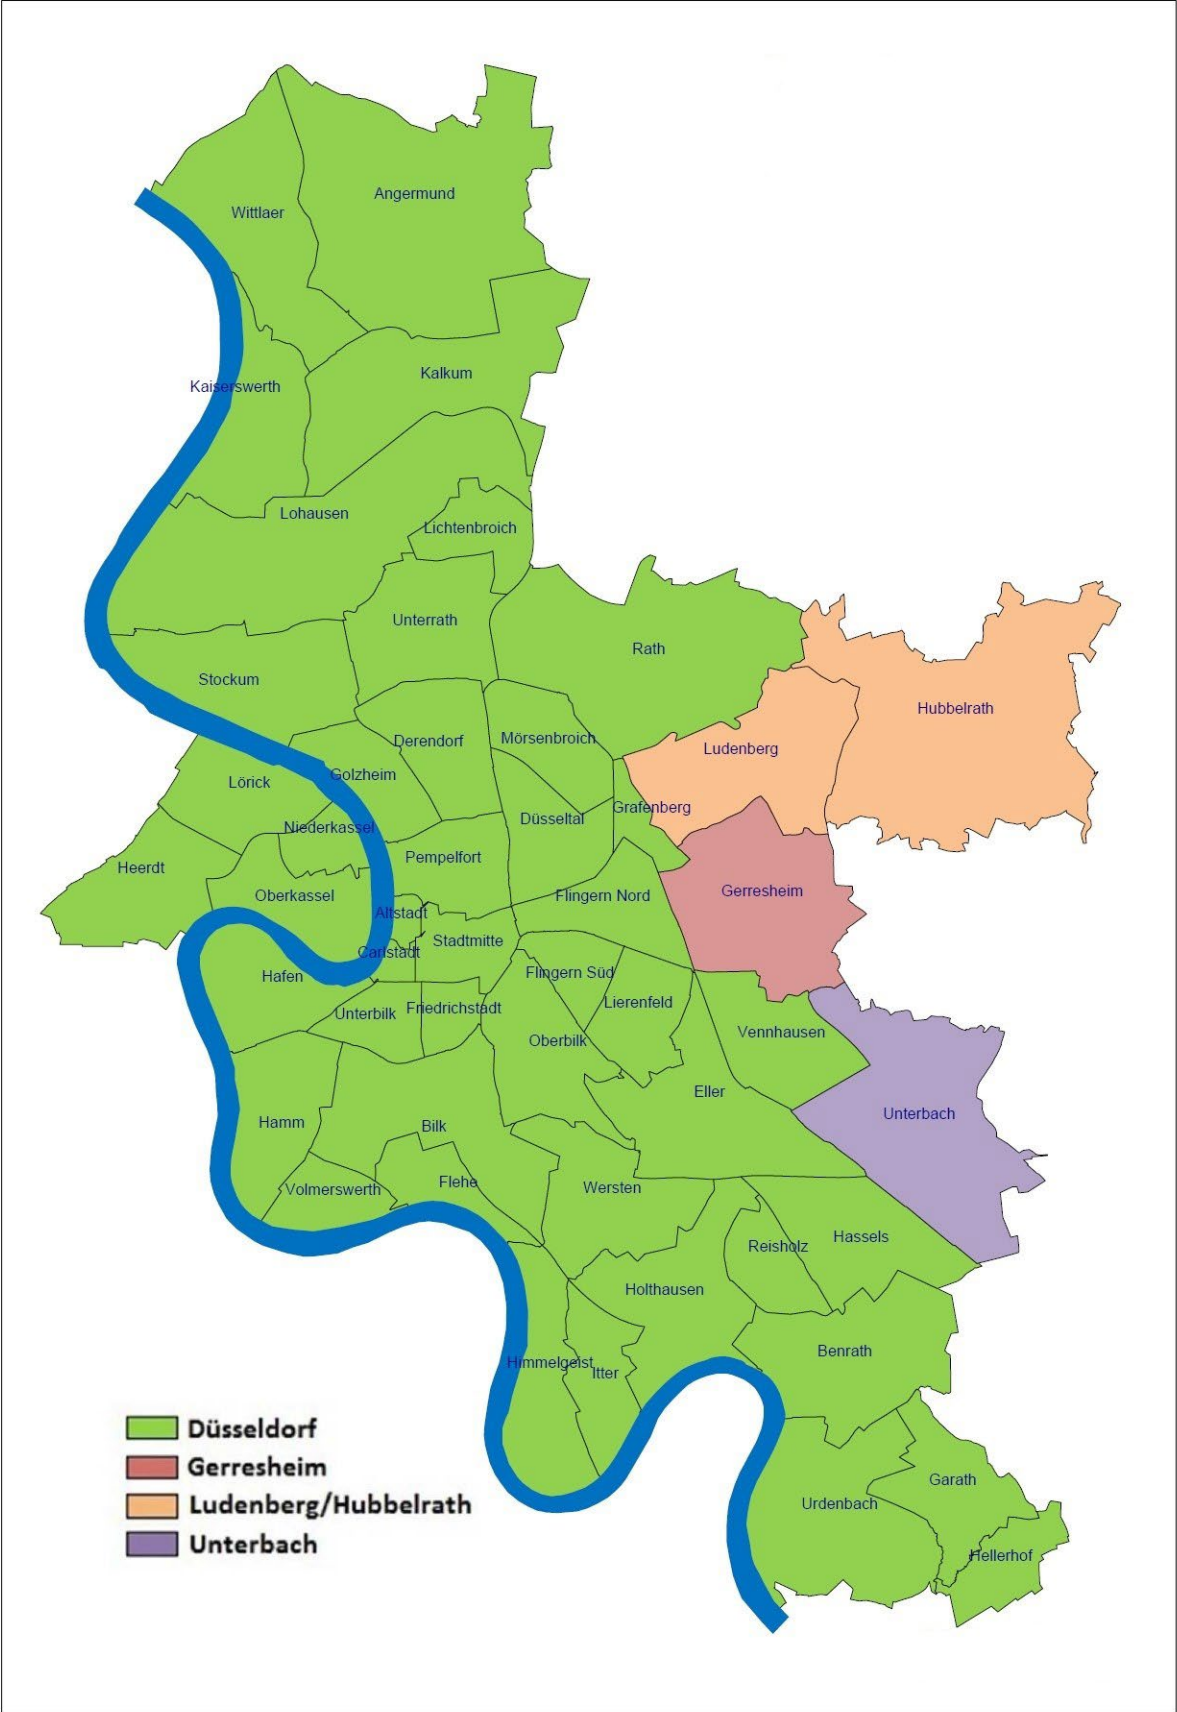 Angermund
Wittlaer
Kalkum
Kaiserswerth
Lohausen
Lichtenbroich
Unterrath
Rath
Stockum
Hubbelrath
Derendorf
Mörsenbroich
Ludenberg
Golzheim
Lörick
Grafenberg
Düsseltal
Niederkassel
Pempelfort
Heerdt
Gerresheim
Oberkassel
Flingern Nord
Altstadt
Stadtmitte
Carlstadt
Flingern Süd
Hafen
Lierenfeld
Friedrichstadt
Unterbilk
Vennhausen
Oberbilk
Eller
Unterbach
Hamm
Bilk
Flehe
Wersten
Volmerswerth
Hassels
Reisholz
Holthausen
Benrath
Himmelgeist
Itter
Garath
Urdenbach
Hellerhof
Düsseldorf
Gerresheim
Ludenberg/Hubbelrath
Unterbach